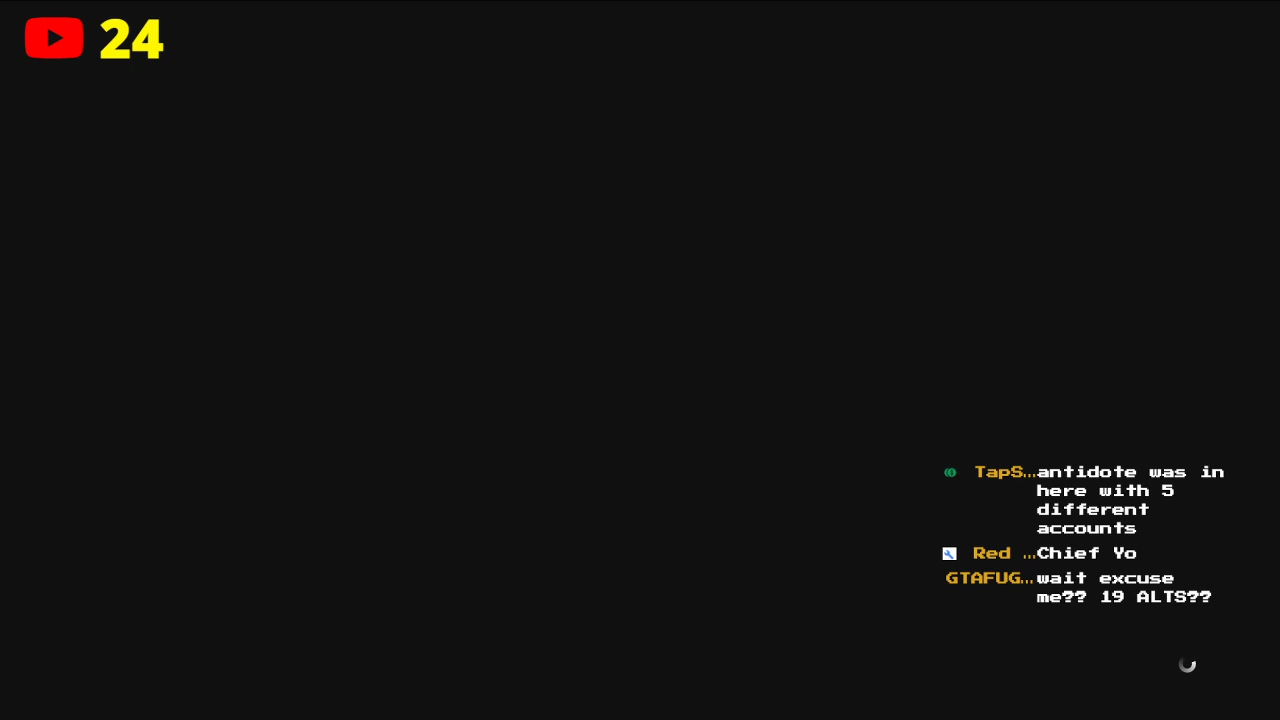 24
TapS...antidote was in
here with 5
different
accounts
Red ...Chief Yo
GTAFUG...wait excuse
me?? 19 ALTS??